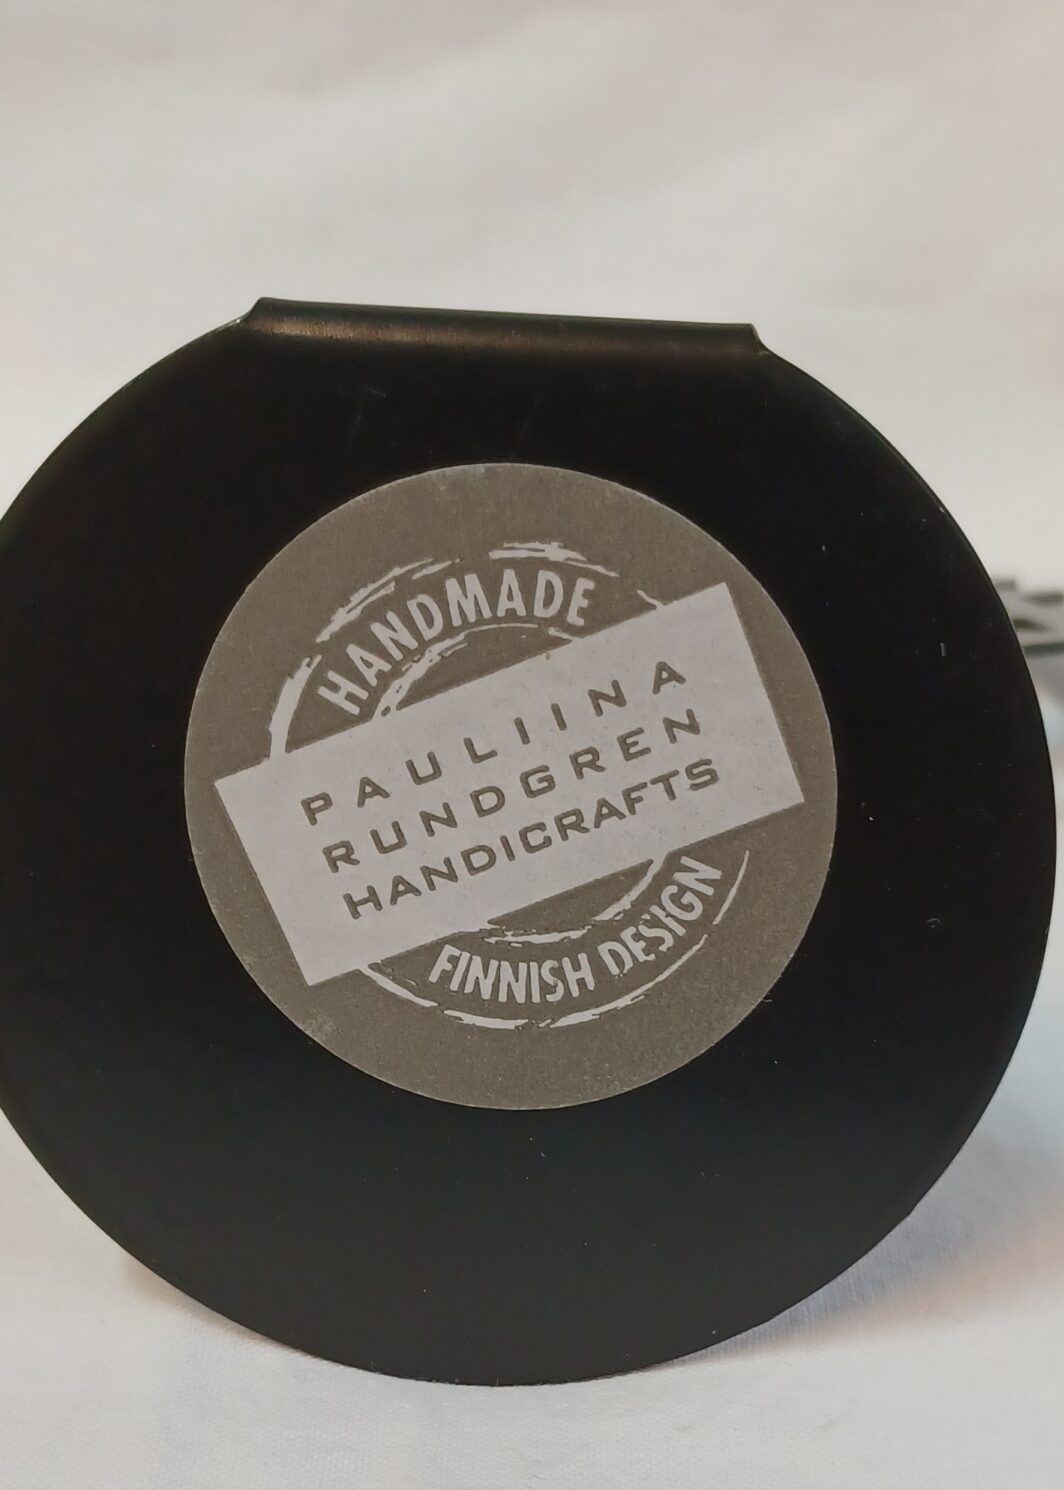 HANDMADE
PAULIINA
RUNDGREN
HANDICRAFTS
FINNISH DESIGN